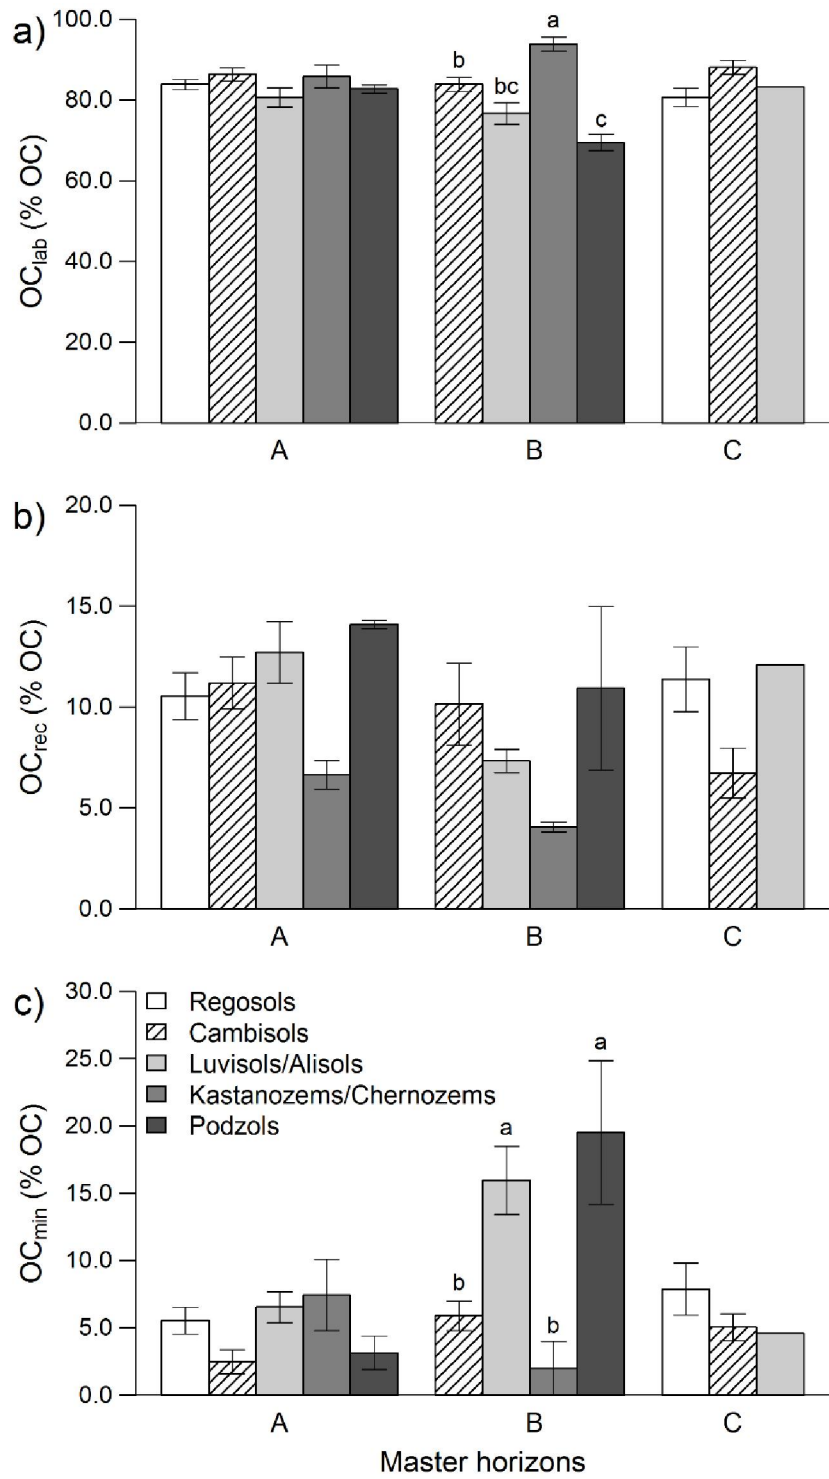 a)
100.0
80.0
60.0
40.0
20.0
0.0
OClab (% OC)
b
bc
a
c
A
B
C
b)
20.0
15.0
10.0
5.0
0.0
OCrec (% OC)
A
B
C
c)
30.0
25.0
20.0
15.0
10.0
5.0
0.0
OCmin (% OC)
Regosols
Cambisols
Luvisols/Alisols
Kastanozems/Chernozems
Podzols
b
a
b
a
A
B
C
Master horizons